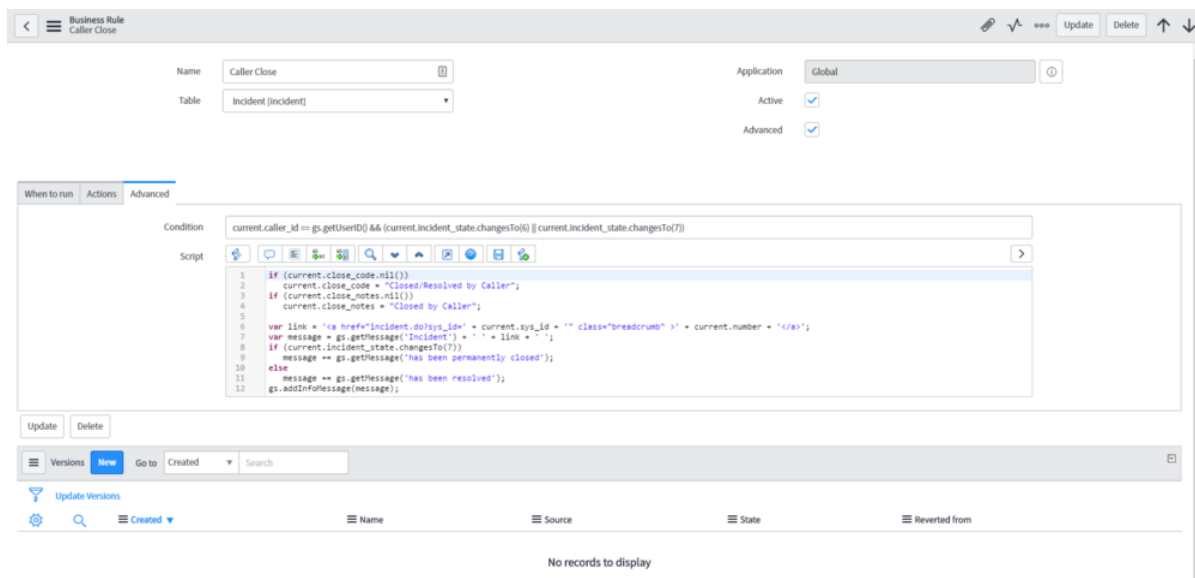 Business Rule
Caller Close
Update
Delete
Name
Caller Close
Application
Global
Table
Incident [incident]
Active
Advanced
When to run
Actions
Advanced
Condition
current.caller_id == gs.getUserID() && (current.incident_state.changesTo(6) || current.incident_state.changesTo(7))
Script
1 if (current.close_code.nil())
2 current.close_code = "Closed/Resolved by Caller";
3 if (current.close_notes.nil())
4 current.close_notes = "Closed by Caller";
5
6 var link = '<a href="incident.do?sys_id=' + current.sys_id + '" class="breadcrumb" >' + current.number + '</a>';
7 var message = gs.getMessage('Incident') + ' ' + link + ' ';
8 if (current.incident_state.changesTo(7))
9 message += gs.getMessage('has been permanently closed');
10 else
11 message += gs.getMessage('has been resolved');
12 gs.addInfoMessage(message);
Update
Delete
Versions
New
Go to
Created
Search
Update Versions
Created
Name
Source
State
Reverted from
No records to display